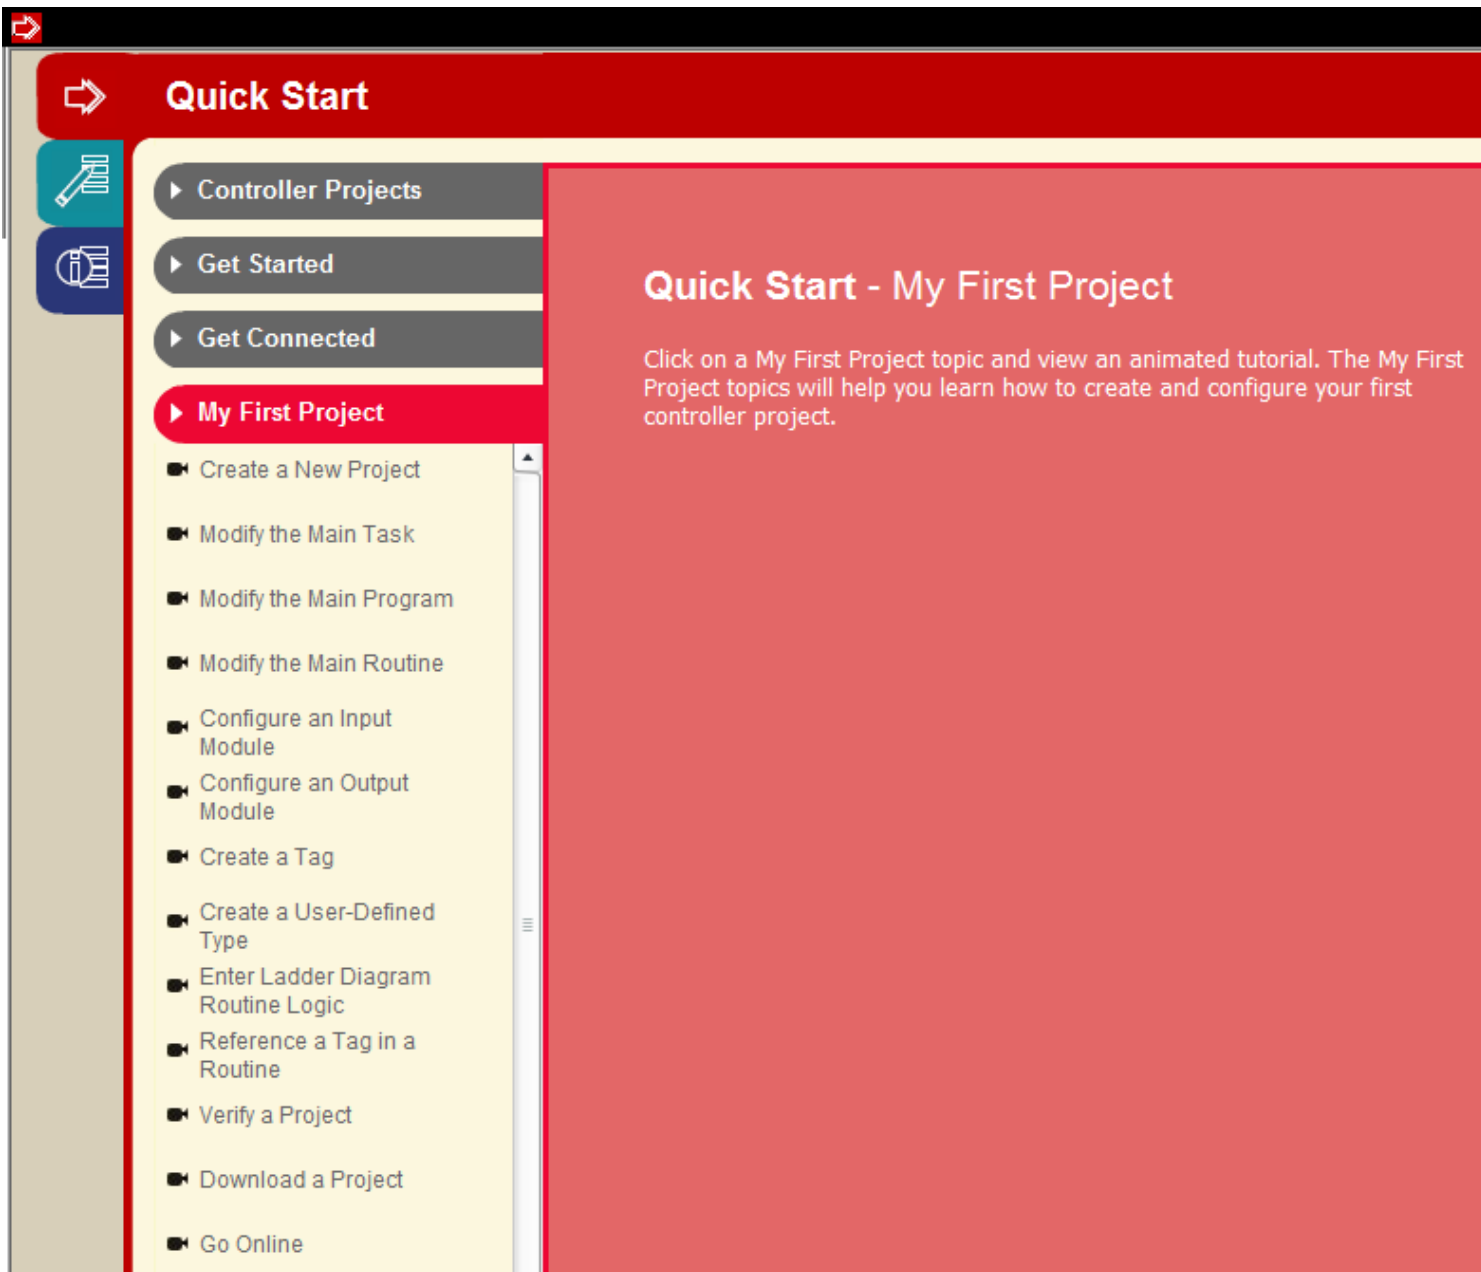 Quick Start
Controller Projects
Get Started
Get Connected
My First Project
Create a New Project
Modify the Main Task
Modify the Main Program
Modify the Main Routine
Configure an Input
Module
Configure an Output
Module
Create a Tag
Create a User-Defined
Type
Enter Ladder Diagram
Routine Logic
Reference a Tag in a
Routine
Verify a Project
Download a Project
Go Online
Quick Start - My First Project
Click on a My First Project topic and view an animated tutorial. The My First
Project topics will help you learn how to create and configure your first
controller project.